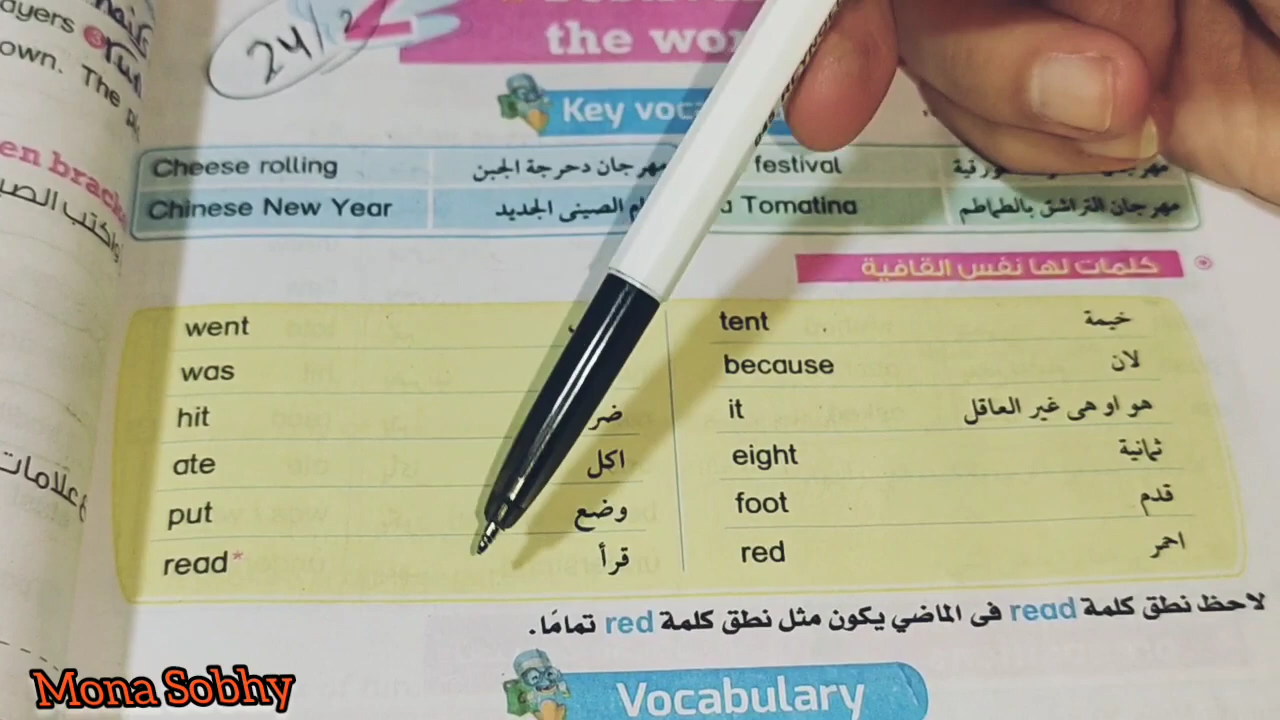 ayers
own. The
en brack
24/2
the wor
Key voca
Cheese rolling مهرجان دحرجة الجبن festival
Chinese New Year الصينى الجديد Tomatina مهرجان التراشق بالطماطم
كلمات لها نفس القافية
went tent خيمة
was because لان
hit ضر it هو او هى غير العاقل
ate اكل eight ثمانية
put وضع foot قدم
read* قرأ red احمر
لاحظ نطق كلمة read فى الماضي يكون مثل نطق كلمة red تمامًا.
Vocabulary
Mona Sobhy